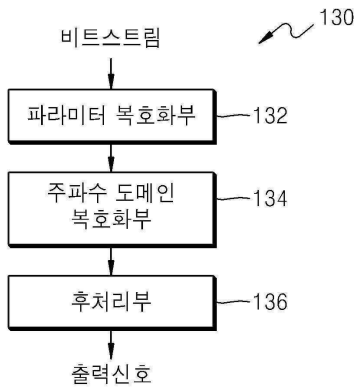 130
비트스트림
파라미터 복호화부
132
주파수 도메인
복호화부
134
후처리부
136
출력신호